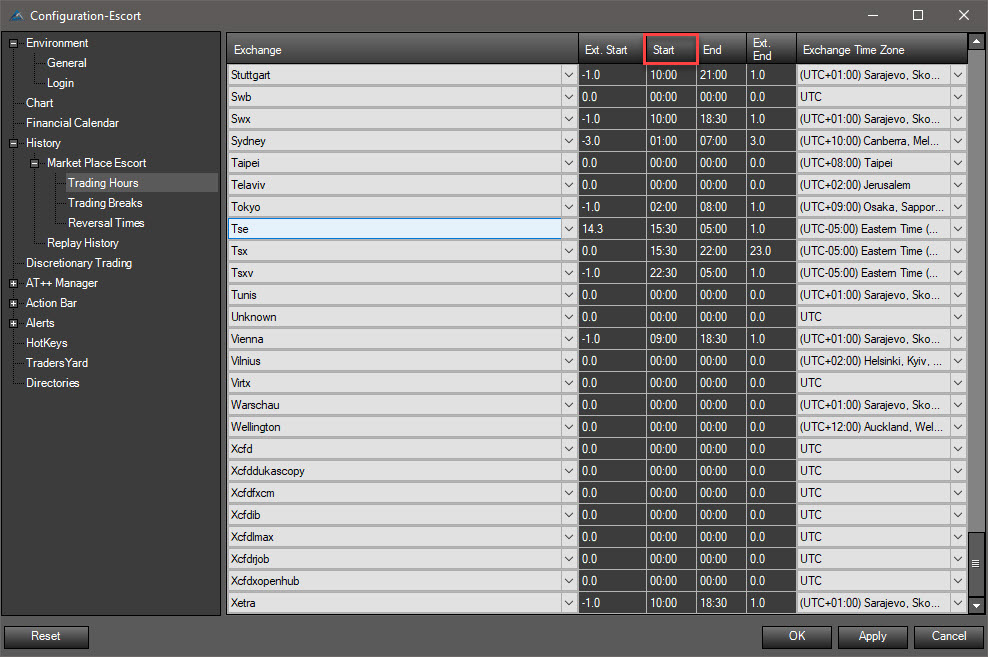 Configuration-Escort
Environment
General
Login
Chart
Financial Calendar
History
Market Place Escort
Trading Hours
Trading Breaks
Reversal Times
Replay History
Discretionary Trading
AT++ Manager
Action Bar
Alerts
HotKeys
TradersYard
Directories
Exchange Ext. Start Start End Ext. End Exchange Time Zone
Stuttgart -1.0 10:00 21:00 1.0 (UTC+01:00) Sarajevo, Sko...
Swb 0.0 00:00 00:00 0.0 UTC
Swx -1.0 10:00 18:30 1.0 (UTC+01:00) Sarajevo, Sko...
Sydney -3.0 01:00 07:00 3.0 (UTC+10:00) Canberra, Mel...
Taipei 0.0 00:00 00:00 0.0 (UTC+08:00) Taipei
Telaviv 0.0 00:00 00:00 0.0 (UTC+02:00) Jerusalem
Tokyo -1.0 02:00 08:00 1.0 (UTC+09:00) Osaka, Sappor...
Tse 14.3 15:30 05:00 1.0 (UTC-05:00) Eastern Time (...
Tsx 0.0 15:30 22:00 23.0 (UTC-05:00) Eastern Time (...
Tsxv -1.0 22:30 05:00 1.0 (UTC-05:00) Eastern Time (...
Tunis 0.0 00:00 00:00 0.0 (UTC+01:00) Sarajevo, Sko...
Unknown 0.0 00:00 00:00 0.0 UTC
Vienna -1.0 09:00 18:30 1.0 (UTC+01:00) Sarajevo, Sko...
Vilnius 0.0 00:00 00:00 0.0 (UTC+02:00) Helsinki, Kyiv, ...
Virtx 0.0 00:00 00:00 0.0 UTC
Warschau 0.0 00:00 00:00 0.0 (UTC+01:00) Sarajevo, Sko...
Wellington 0.0 00:00 00:00 0.0 (UTC+12:00) Auckland, Wel...
Xcfd 0.0 00:00 00:00 0.0 UTC
Xcfddukascopy 0.0 00:00 00:00 0.0 UTC
Xcfdfxcm 0.0 00:00 00:00 0.0 UTC
Xcfdib 0.0 00:00 00:00 0.0 UTC
Xcfdlmax 0.0 00:00 00:00 0.0 UTC
Xcfdrjob 0.0 00:00 00:00 0.0 UTC
Xcfdxopenhub 0.0 00:00 00:00 0.0 UTC
Xetra -1.0 10:00 18:30 1.0 (UTC+01:00) Sarajevo, Sko...
Reset OK Apply Cancel